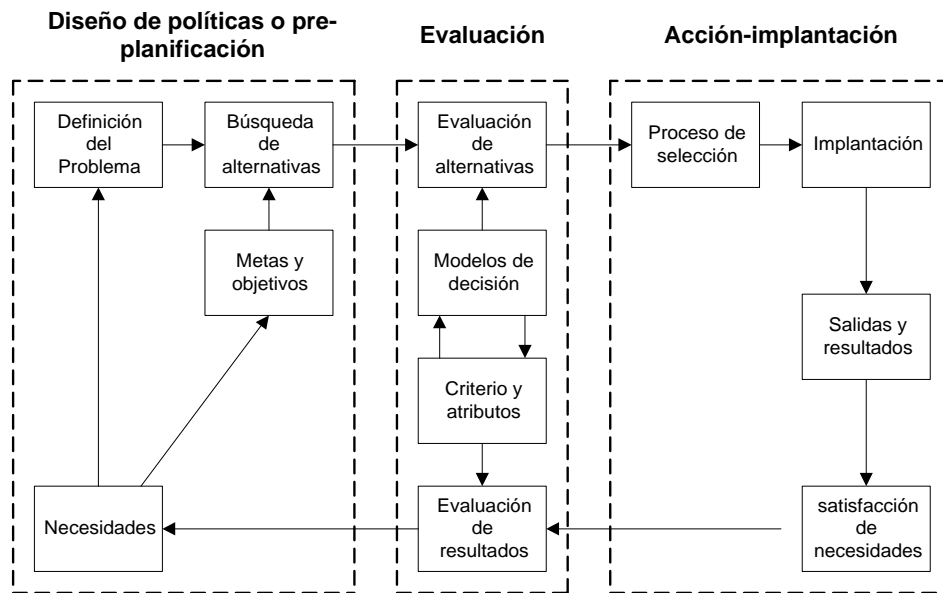 Diseño de políticas o pre-
planificación
Evaluación
Acción-implantación
Definición
del
Problema
Búsqueda
de
alternativas
Evaluación
de
alternativas
Proceso de
selección
Implantación
Metas y
objetivos
Modelos de
decisión
Salidas y
resultados
Criterio y
atributos
Necesidades
Evaluación
de
resultados
satisfacción
de
necesidades